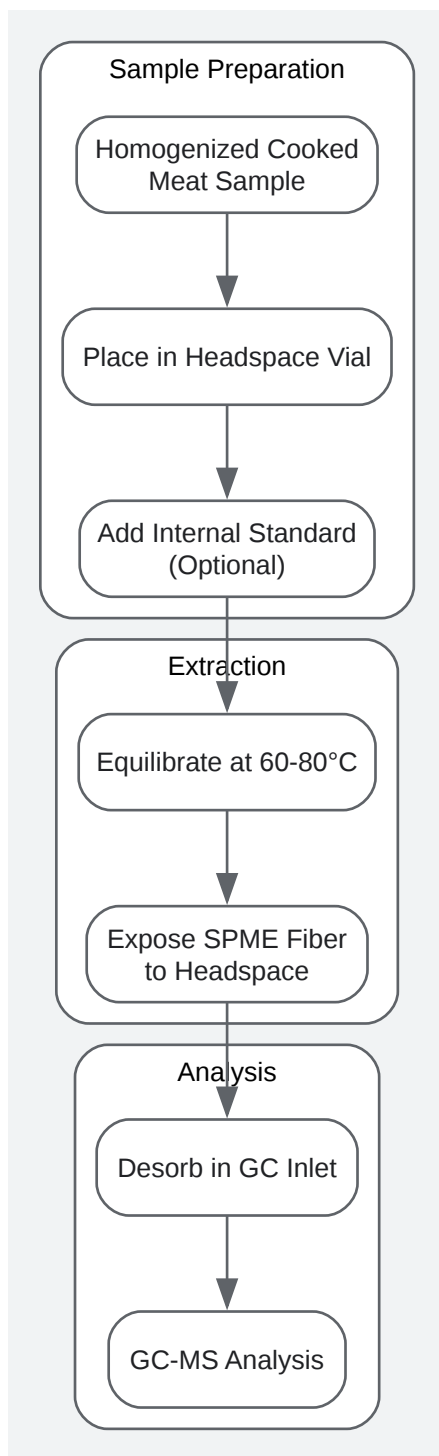 Sample Preparation
Homogenized Cooked
Meat Sample
Place in Headspace Vial
Add Internal Standard
(Optional)
Extraction
Equilibrate at 60-80°C
Expose SPME Fiber
to Headspace
Analysis
Desorb in GC Inlet
GC-MS Analysis